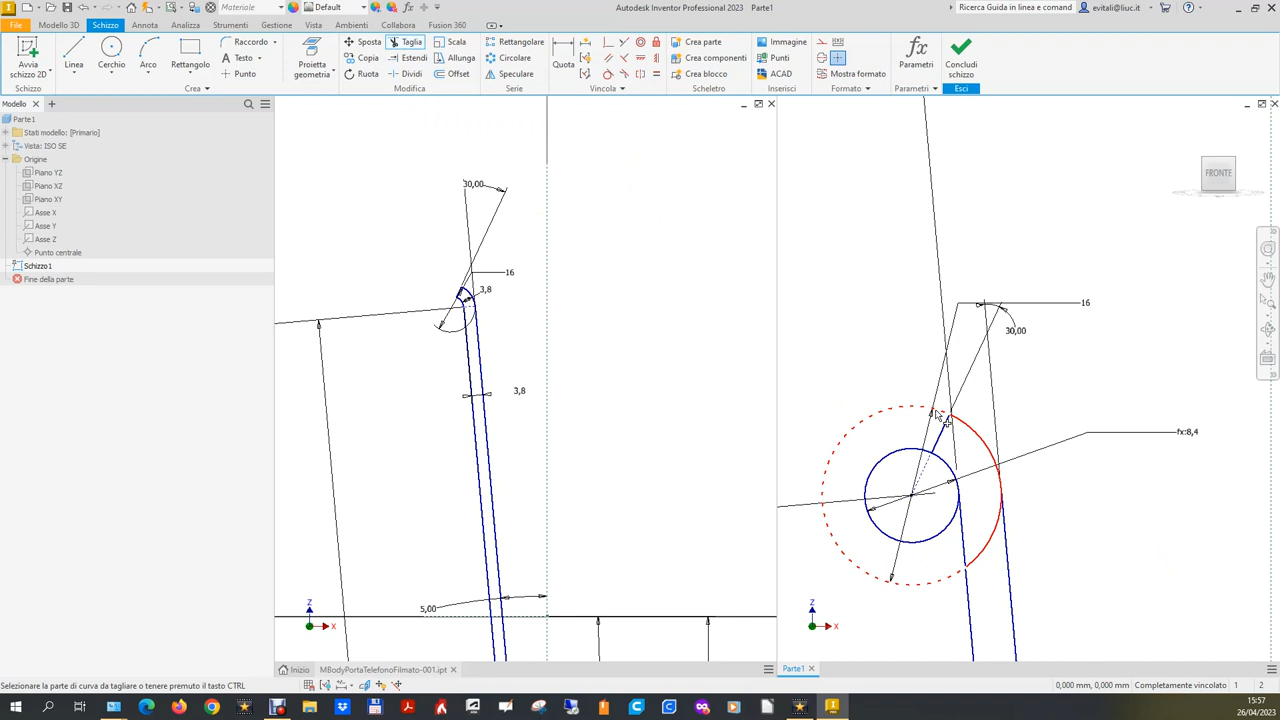 Materiale
Default
Autodesk Inventor Professional 2023 Parte1
Ricerca Guida in linea e comandi
evitali@liuc.it
File Modello 3D Schizzo Annota Analizza Strumenti Gestione Vista Ambienti Collabora Fusion 360
Avvia schizzo 2D
Linea
Cerchio
Arco
Rettangolo
Raccordo
Testo
Punto
Proietta geometria
Sposta
Copia
Ruota
Taglia
Estendi
Dividi
Scala
Allunga
Offset
Rettangolare
Circolare
Speculare
Quota
Crea parte
Crea componenti
Crea blocco
Immagine
Punti
ACAD
Mostra formato
fx
Parametri
Concludi schizzo
Schizzo Crea Modifica Serie Vincola Scheletro Inserisci Formato Parametri Esci
Modello
Parte1
Stati modello: [Primario]
Vista: ISO SE
Origine
Piano YZ
Piano XZ
Piano XY
Asse X
Asse Y
Asse Z
Punto centrale
Schizzo1
Fine della parte
30,00
16
3,8
3,8
5,00
Z
X
FRONTE
16
30,00
fx:8,4
Z
X
Inizio MBodyPortaTelefonoFilmato-001.ipt
Parte1
Selezionare la parte di curva da tagliare o tenere premuto il tasto CTRL
0,000 mm, 0,000 mm Completamente vincolato 1 2
15:57
26/04/2023